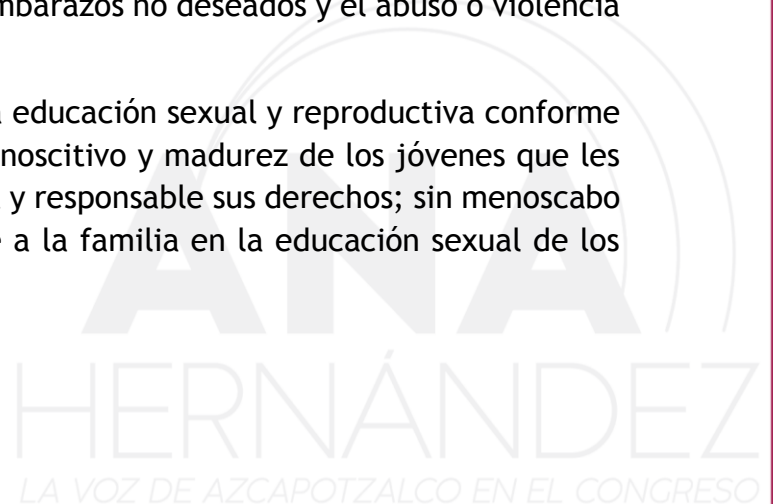 mbarazos no deseados y el abuso o violencia
educación sexual y reproductiva conforme
noscitivo y madurez de los jóvenes que les
y responsable sus derechos; sin menoscabo
a la familia en la educación sexual de los
ANA
HERNÁNDEZ
LA VOZ DE AZCAPOTZALCO EN EL CONGRESO